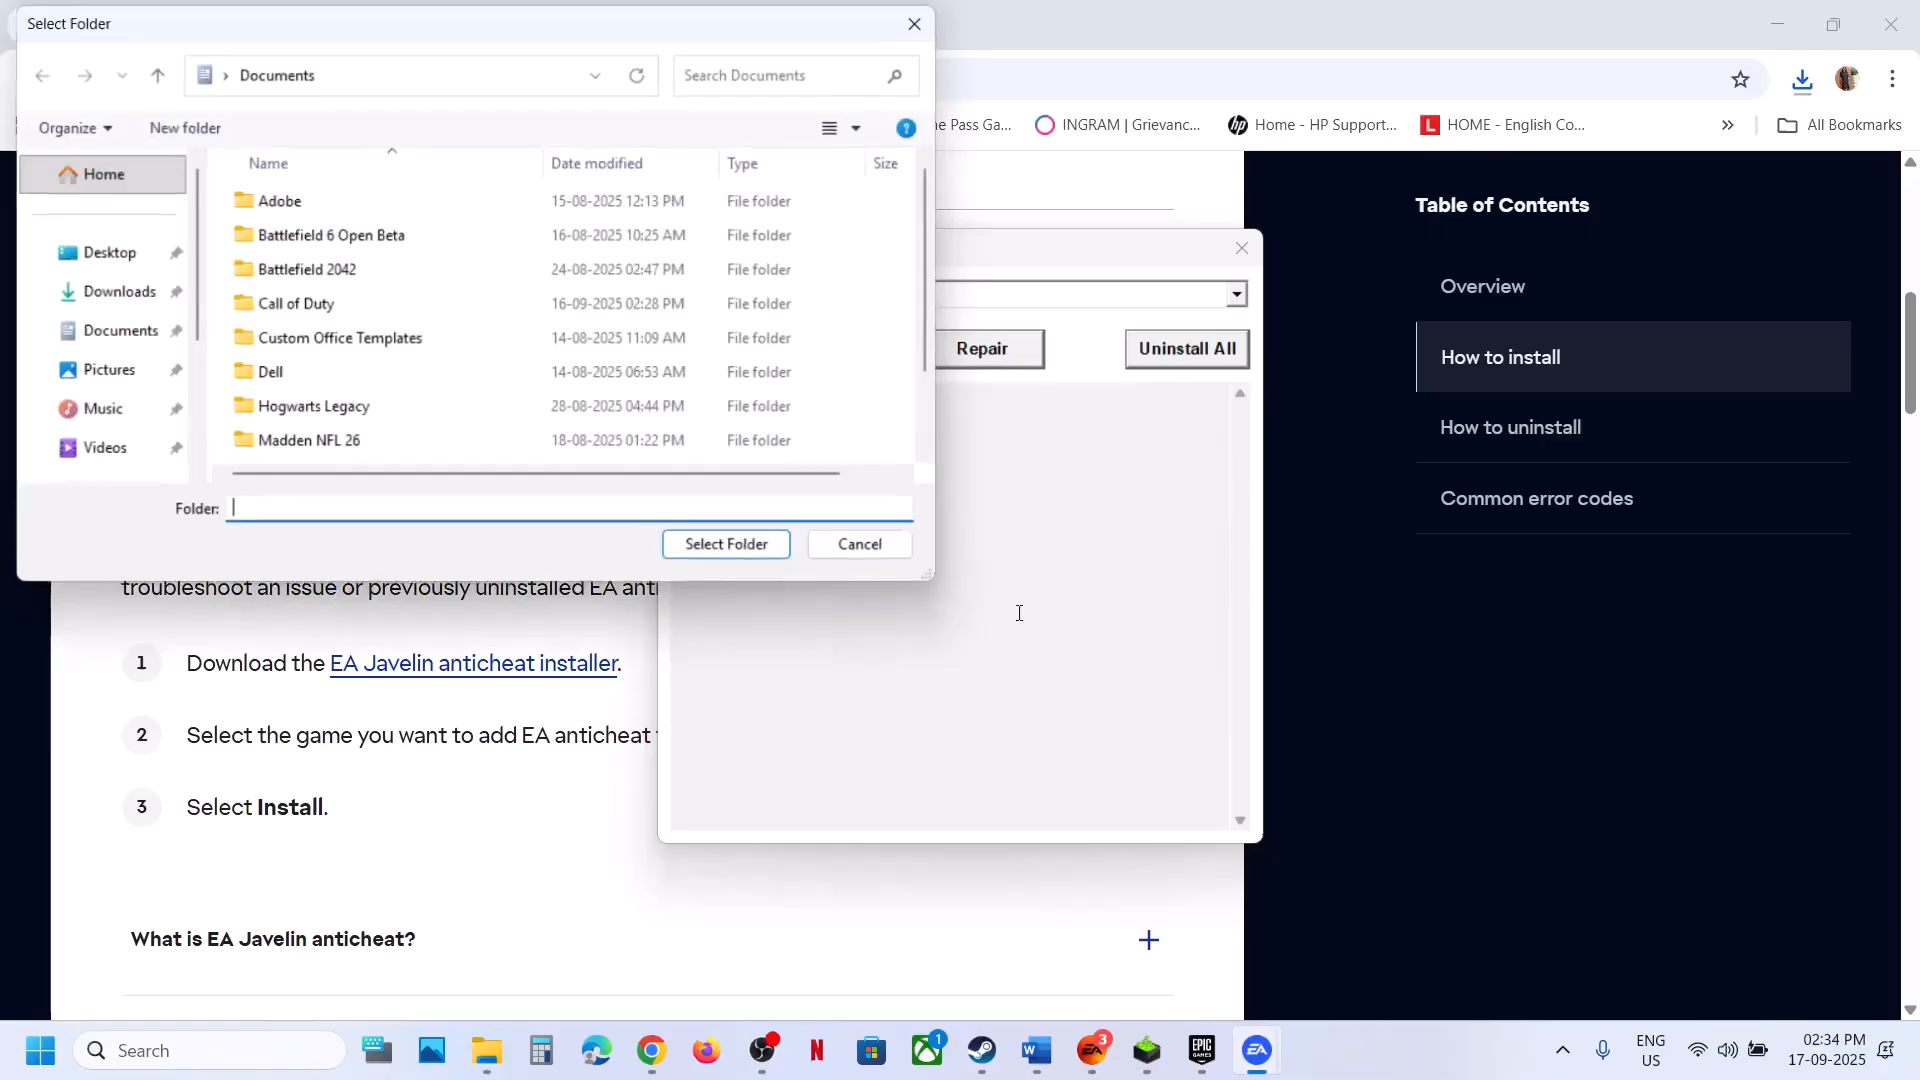 Select Folder
Documents
Search Documents
Organize
New folder
Name
Date modified
Type
Size
Home
Desktop
Downloads
Documents
Pictures
Music
Videos
Adobe 15-08-2025 12:13 PM File folder
Battlefield 6 Open Beta 16-08-2025 10:25 AM File folder
Battlefield 2042 24-08-2025 02:47 PM File folder
Call of Duty 16-09-2025 02:28 PM File folder
Custom Office Templates 14-08-2025 11:09 AM File folder
Dell 14-08-2025 06:53 AM File folder
Hogwarts Legacy 28-08-2025 04:44 PM File folder
Madden NFL 26 18-08-2025 01:22 PM File folder
Folder:
Select Folder
Cancel
ne Pass Ga...
INGRAM | Grievanc...
hp
Home - HP Support...
L
HOME - English Co...
»
All Bookmarks
Repair
Uninstall All
Table of Contents
Overview
How to install
How to uninstall
Common error codes
troubleshoot an issue or previously uninstalled EA anti
1 Download the EA Javelin anticheat installer.
2 Select the game you want to add EA anticheat
3 Select Install.
What is EA Javelin anticheat?
Search
N
1
W
EA
3
EPIC
GAMES
EA
ENG
US
02:34 PM
17-09-2025